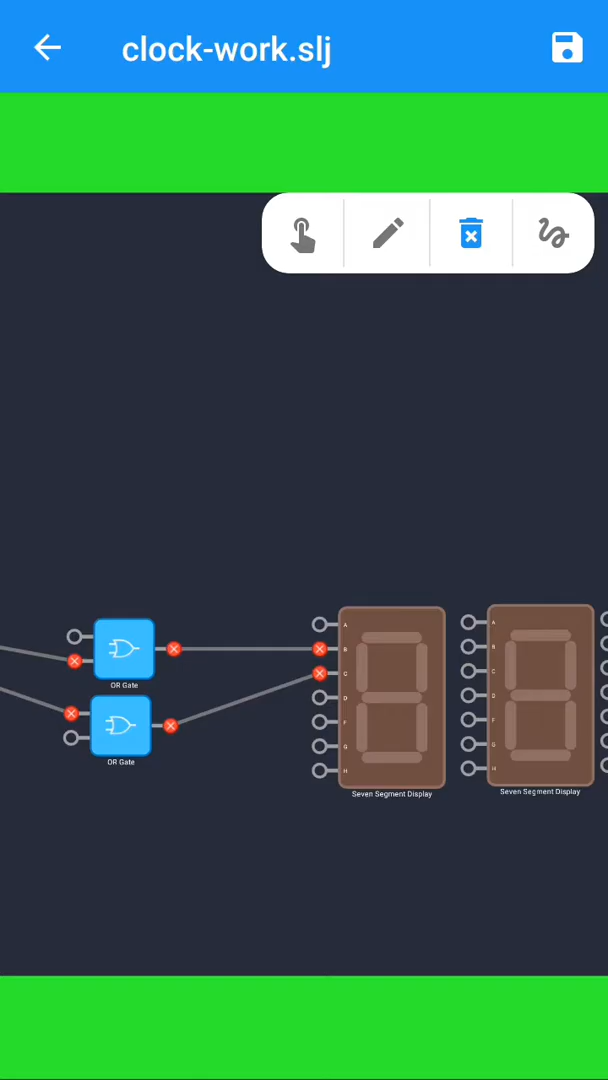 clock-work.slj
OR Gate
OR Gate
A
B
C
D
F
G
H
Seven Segment Display
A
B
C
D
F
G
H
Seven Segment Display